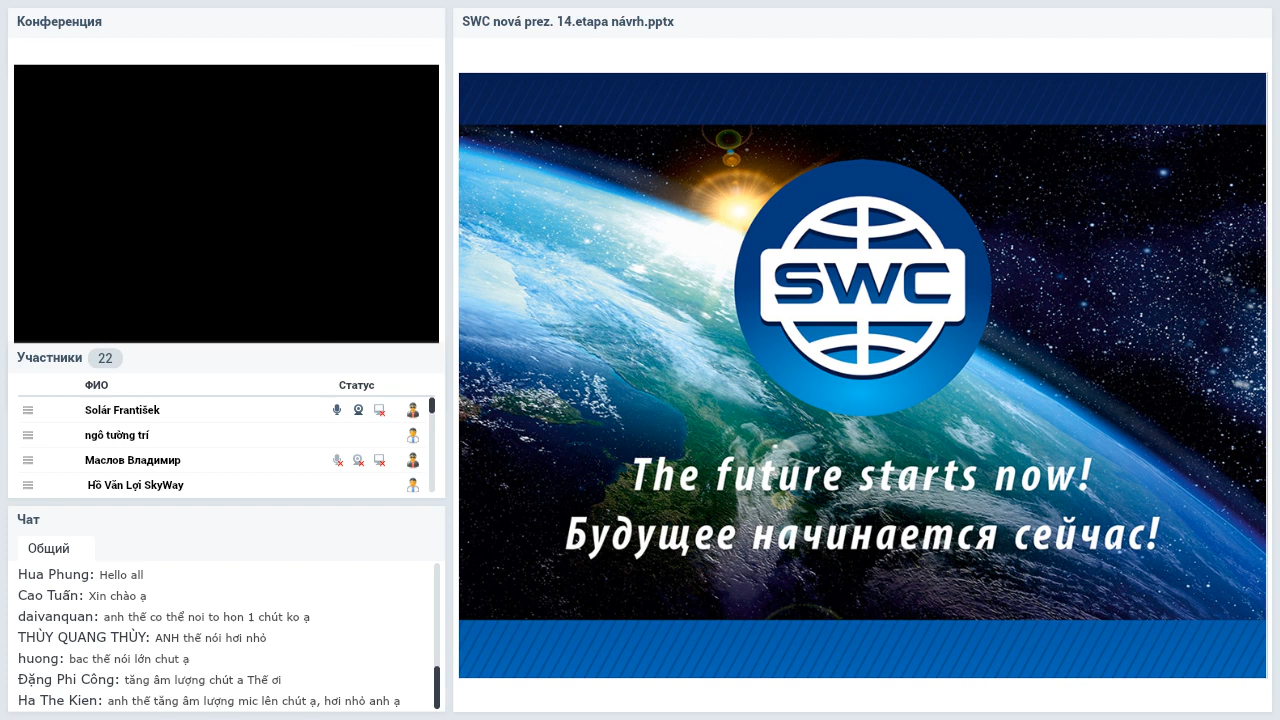 Конференция
Участники 22
ФИО Статус
Solár František
ngô tường trí
Маслов Владимир
Hồ Văn Lợi SkyWay
Чат
Общий
Hua Phung: Hello all
Cao Tuấn: Xin chào ạ
daivanquan: anh thế co thể noi to hon 1 chút ko ạ
THÙY QUANG THÙY: ANH thế nói hơi nhỏ
huong: bac thế nói lớn chut ạ
Đặng Phi Công: tăng âm lượng chút a Thế ơi
Ha The Kien: anh thế tăng âm lượng mic lên chút ạ, hơi nhỏ anh ạ
SWC nová prez. 14.etapa návrh.pptx
SWC
The future starts now!
Будущее начинается сейчас!